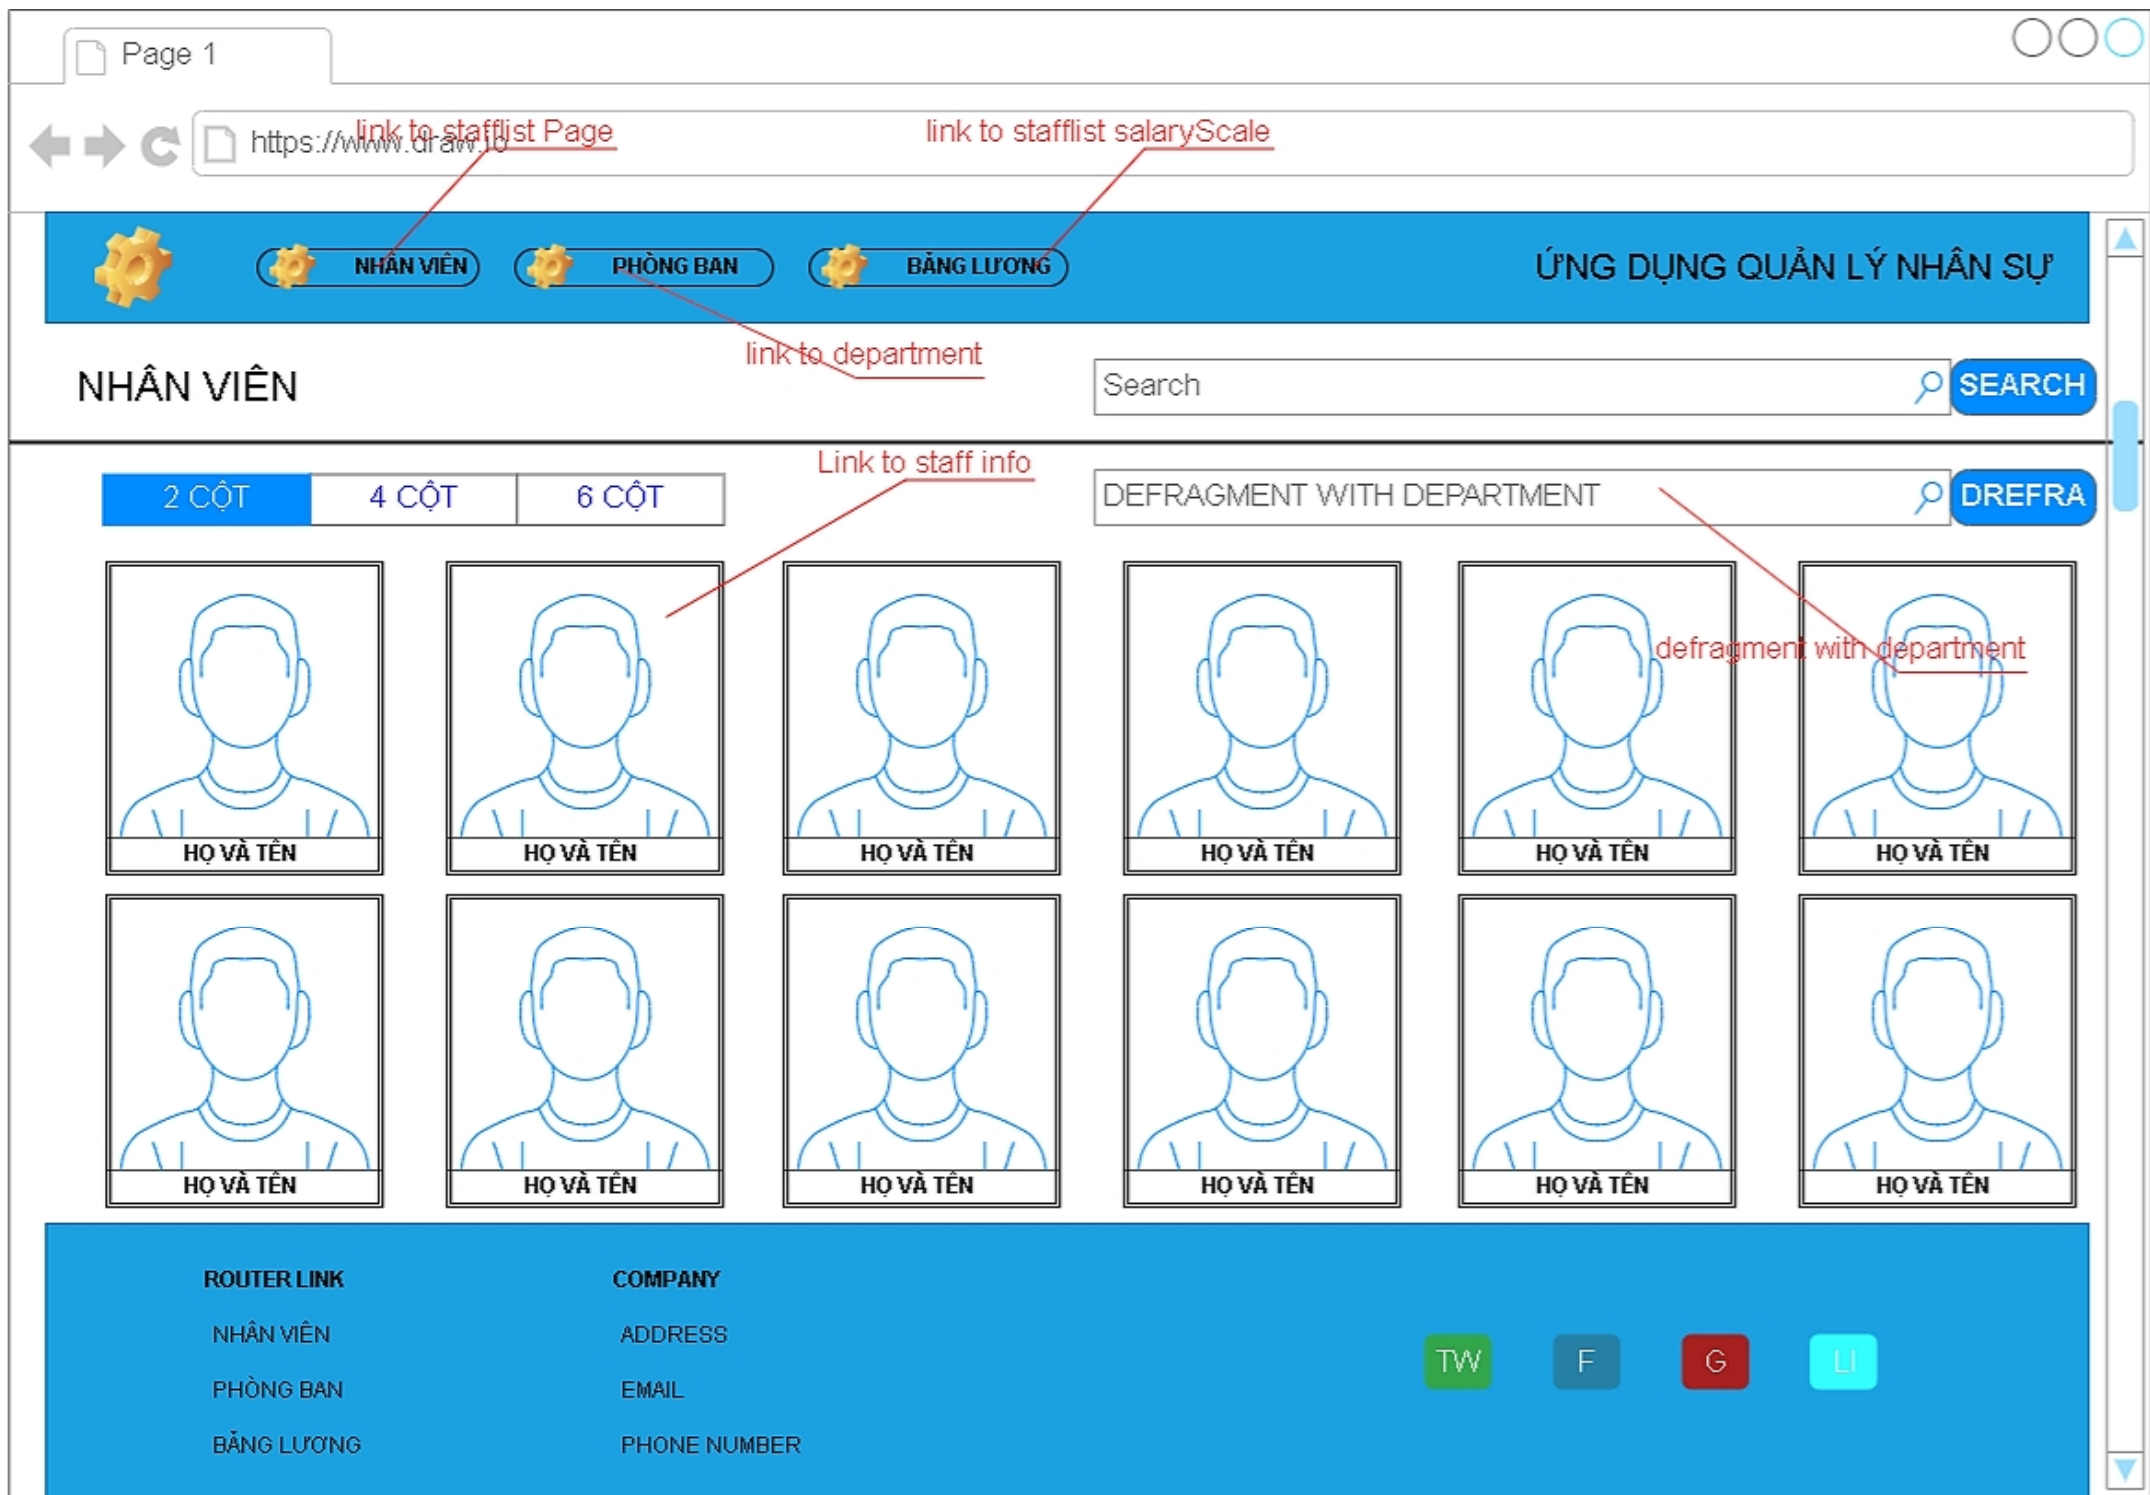 Page 1
https://www.draw.io
link to stafflist Page
link to stafflist salaryScale
NHÂN VIÊN
PHÒNG BAN
BẢNG LƯƠNG
ỨNG DỤNG QUẢN LÝ NHÂN SỰ
link to department
NHÂN VIÊN
Search
SEARCH
Link to staff info
2 CỘT
4 CỘT
6 CỘT
DEFRAGMENT WITH DEPARTMENT
DREFRA
defragment with department
HỌ VÀ TÊN
HỌ VÀ TÊN
HỌ VÀ TÊN
HỌ VÀ TÊN
HỌ VÀ TÊN
HỌ VÀ TÊN
HỌ VÀ TÊN
HỌ VÀ TÊN
HỌ VÀ TÊN
HỌ VÀ TÊN
HỌ VÀ TÊN
HỌ VÀ TÊN
ROUTER LINK
NHÂN VIÊN
PHÒNG BAN
BẢNG LƯƠNG
COMPANY
ADDRESS
EMAIL
PHONE NUMBER
TW
F
G
LI